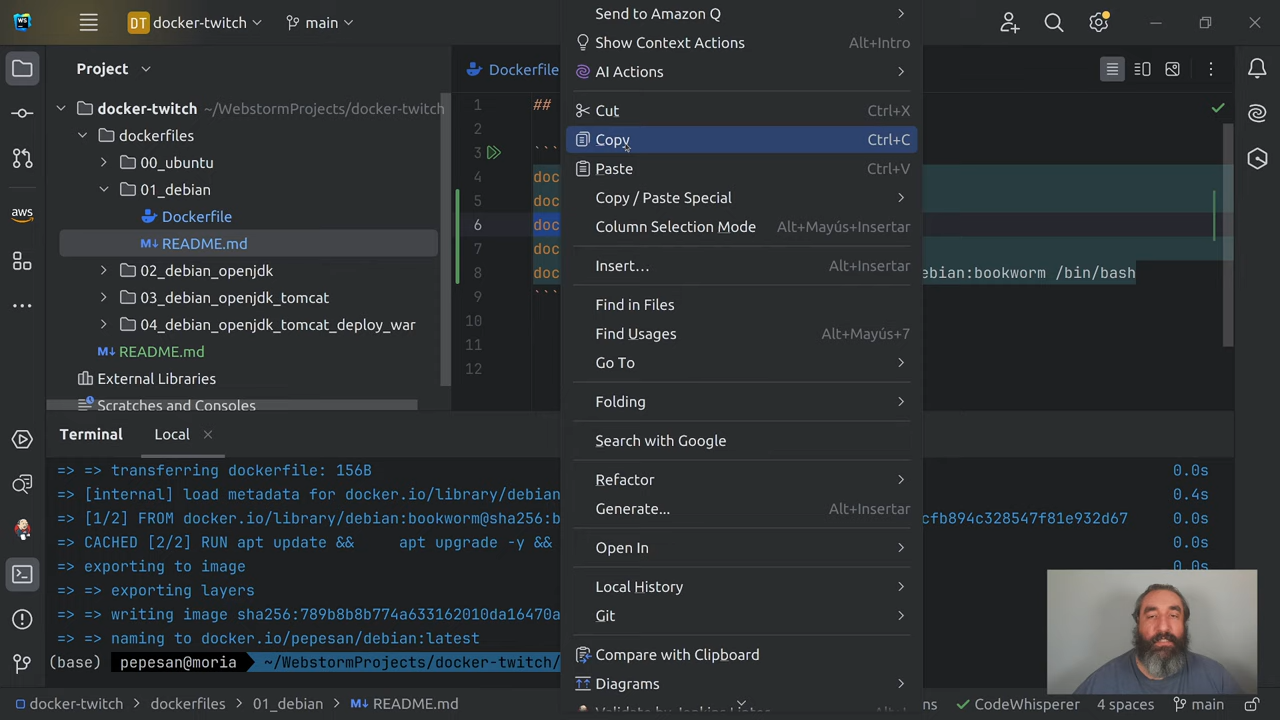 WS DT docker-twitch main
Project
docker-twitch ~/WebstormProjects/docker-twitch
dockerfiles
00_ubuntu
01_debian
Dockerfile
README.md
02_debian_openjdk
03_debian_openjdk_tomcat
04_debian_openjdk_tomcat_deploy_war
README.md
External Libraries
Scratches and Consoles
aws
Dockerfile
1 ##
2
3 ```
4 doc
5 doc
6 doc
7 doc
8 doc ebian:bookworm /bin/bash
9 ```
10
11
12
Send to Amazon Q
Show Context Actions Alt+Intro
AI Actions
Cut Ctrl+X
Copy Ctrl+C
Paste Ctrl+V
Copy / Paste Special
Column Selection Mode Alt+Mayús+Insertar
Insert... Alt+Insertar
Find in Files
Find Usages Alt+Mayús+7
Go To
Folding
Search with Google
Refactor
Generate... Alt+Insertar
Open In
Local History
Git
Compare with Clipboard
Diagrams
Terminal Local
=> => transferring dockerfile: 156B 0.0s
=> [internal] load metadata for docker.io/library/debian 0.4s
=> [1/2] FROM docker.io/library/debian:bookworm@sha256:b cfb894c328547f81e932d67 0.0s
=> CACHED [2/2] RUN apt update && apt upgrade -y && 0.0s
=> exporting to image 0.0s
=> => exporting layers
=> => writing image sha256:789b8b8b774a633162010da16470a
=> => naming to docker.io/pepesan/debian:latest
(base) pepesan@moria ~/WebstormProjects/docker-twitch/
docker-twitch dockerfiles 01_debian README.md CodeWhisperer 4 spaces main